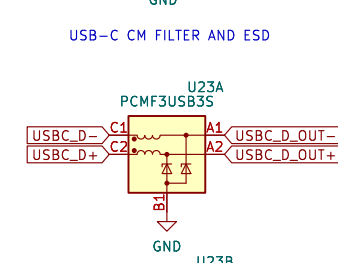 GND
USB-C CM FILTER AND ESD
U23A
PCMF3USB3S
USBC_D- C1 A1 USBC_D_OUT-
USBC_D+ C2 A2 USBC_D_OUT+
B1
GND
U23B